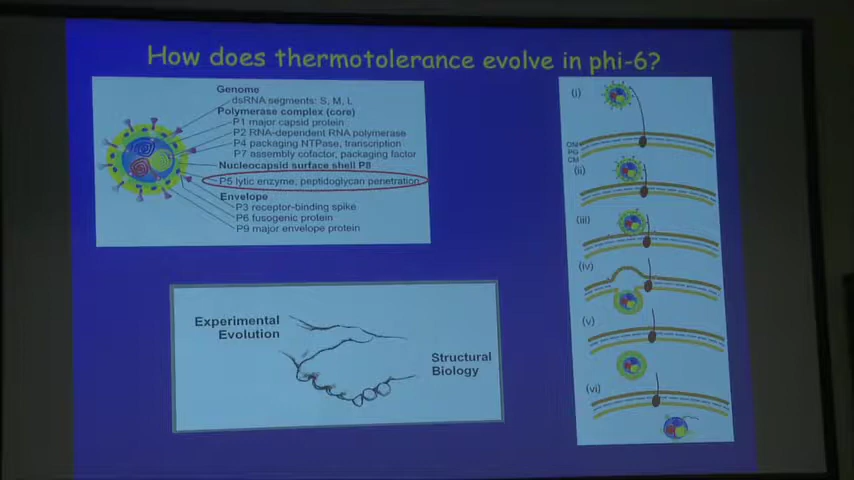 How does thermotolerance evolve in phi-6?
Genome
dsRNA segments: S, M, L
Polymerase complex (core)
P1 major capsid protein
P2 RNA-dependent RNA polymerase
P4 packaging NTPase, transcription
P7 assembly cofactor, packaging factor
Nucleocapsid surface shell P8
P5 lytic enzyme, peptidoglycan penetration
Envelope
P3 receptor-binding spike
P6 fusogenic protein
P9 major envelope protein
Experimental
Evolution
Structural
Biology
(i)
OM
PG
CM
(ii)
(iii)
(iv)
(v)
(vi)